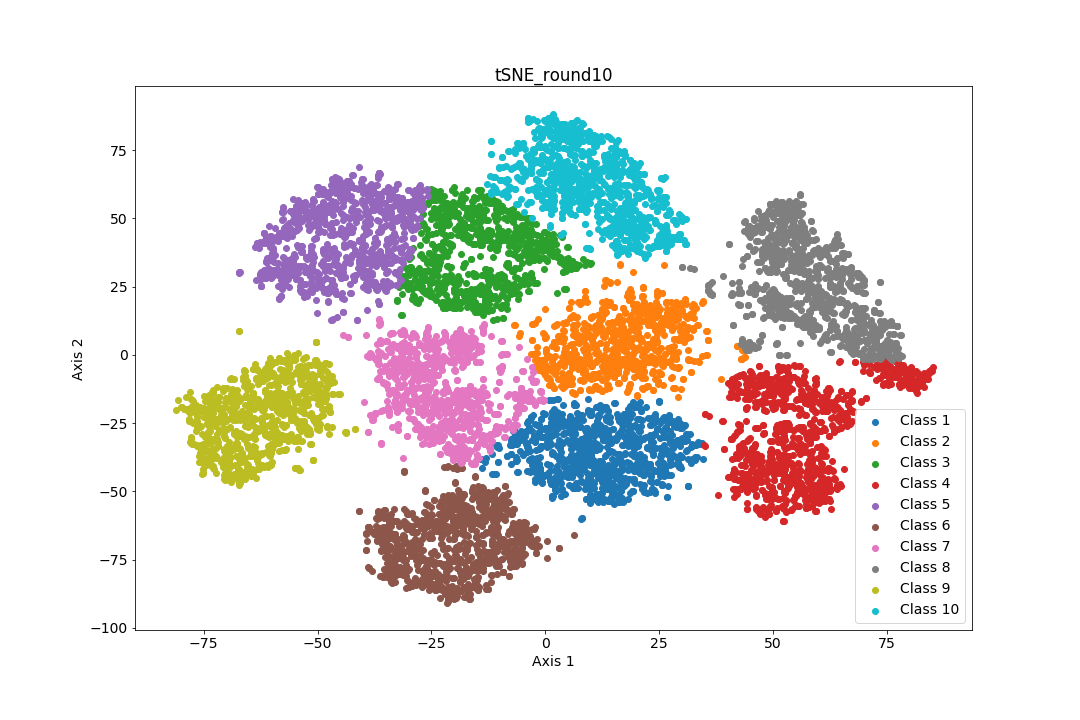 tSNE_round10
Axis 2
75
50
25
0
−25
−50
−75
−100
−75
−50
−25
0
25
50
75
Axis 1
Class 1
Class 2
Class 3
Class 4
Class 5
Class 6
Class 7
Class 8
Class 9
Class 10